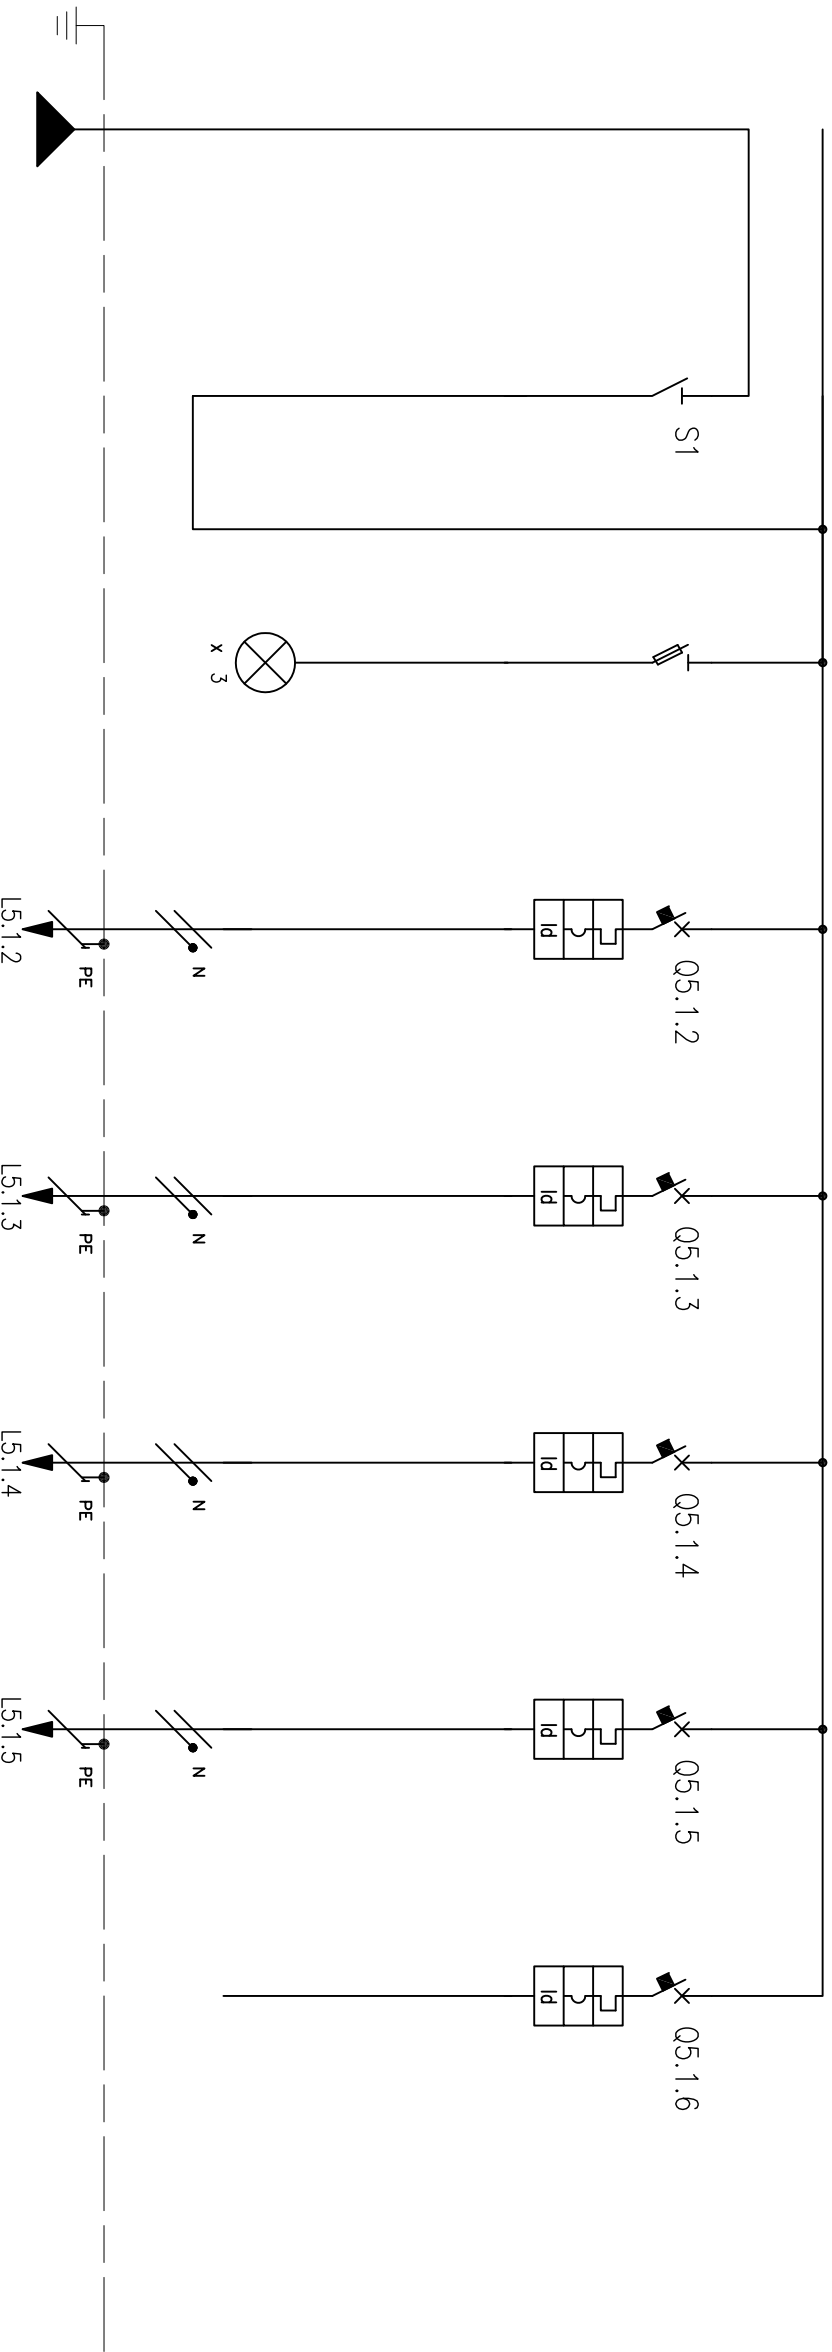 S1
x 3
Q5.1.2
N
PE
L5.1.2
Q5.1.3
N
PE
L5.1.3
Q5.1.4
N
PE
L5.1.4
Q5.1.5
N
PE
L5.1.5
Q5.1.6
Id
Id
Id
Id
Id